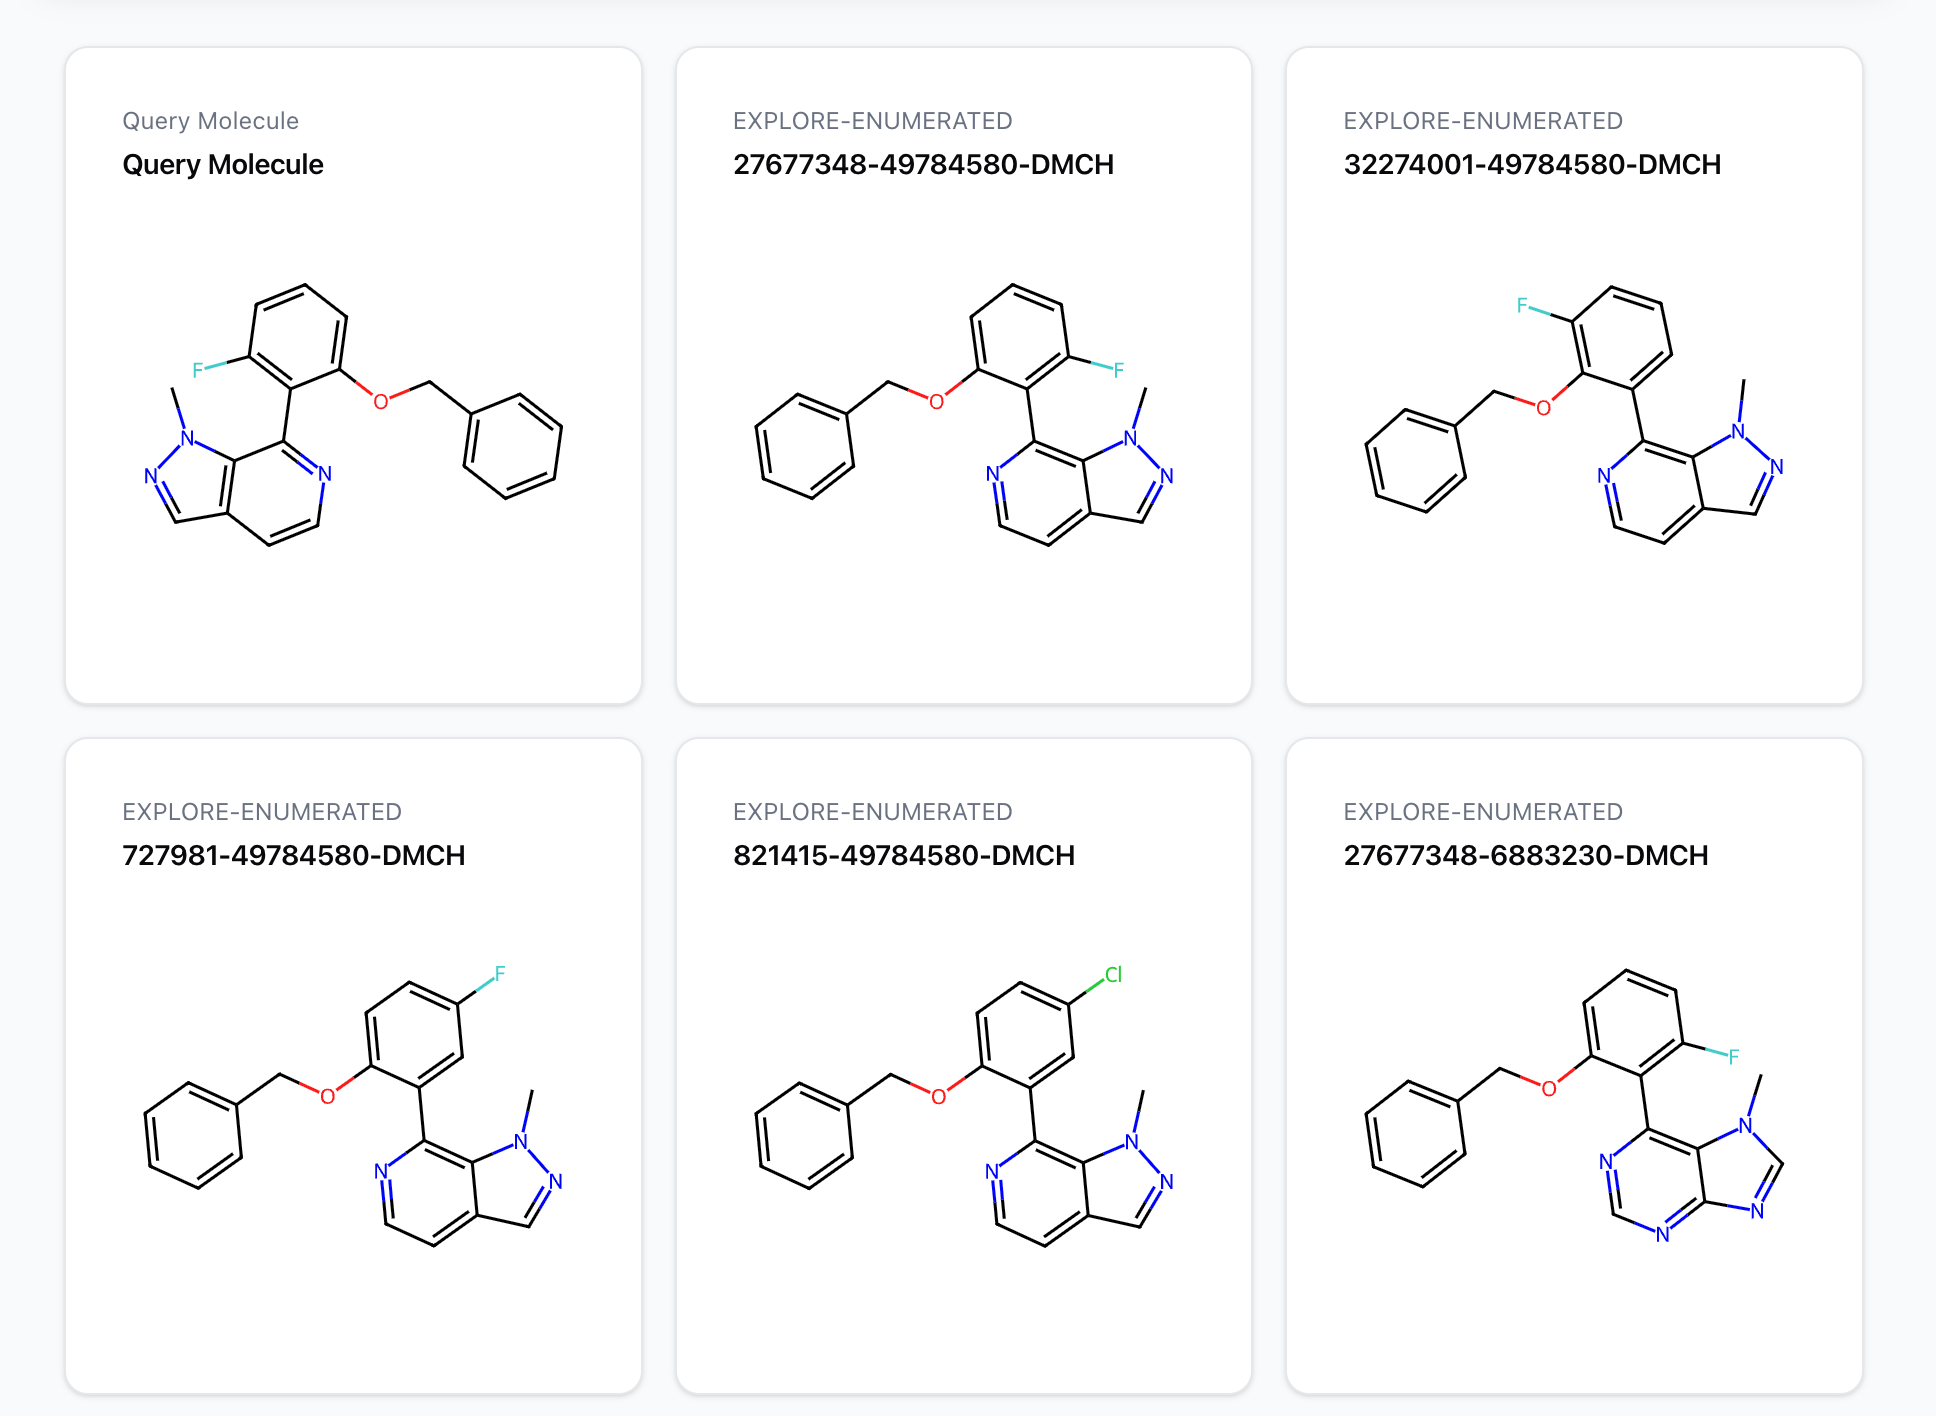 Query Molecule
Query Molecule
F
O
N
N
N
EXPLORE-ENUMERATED
27677348-49784580-DMCH
F
O
N
N
N
EXPLORE-ENUMERATED
32274001-49784580-DMCH
F
O
N
N
N
EXPLORE-ENUMERATED
727981-49784580-DMCH
F
O
N
N
N
EXPLORE-ENUMERATED
821415-49784580-DMCH
Cl
O
N
N
N
EXPLORE-ENUMERATED
27677348-6883230-DMCH
F
O
N
N
N
N